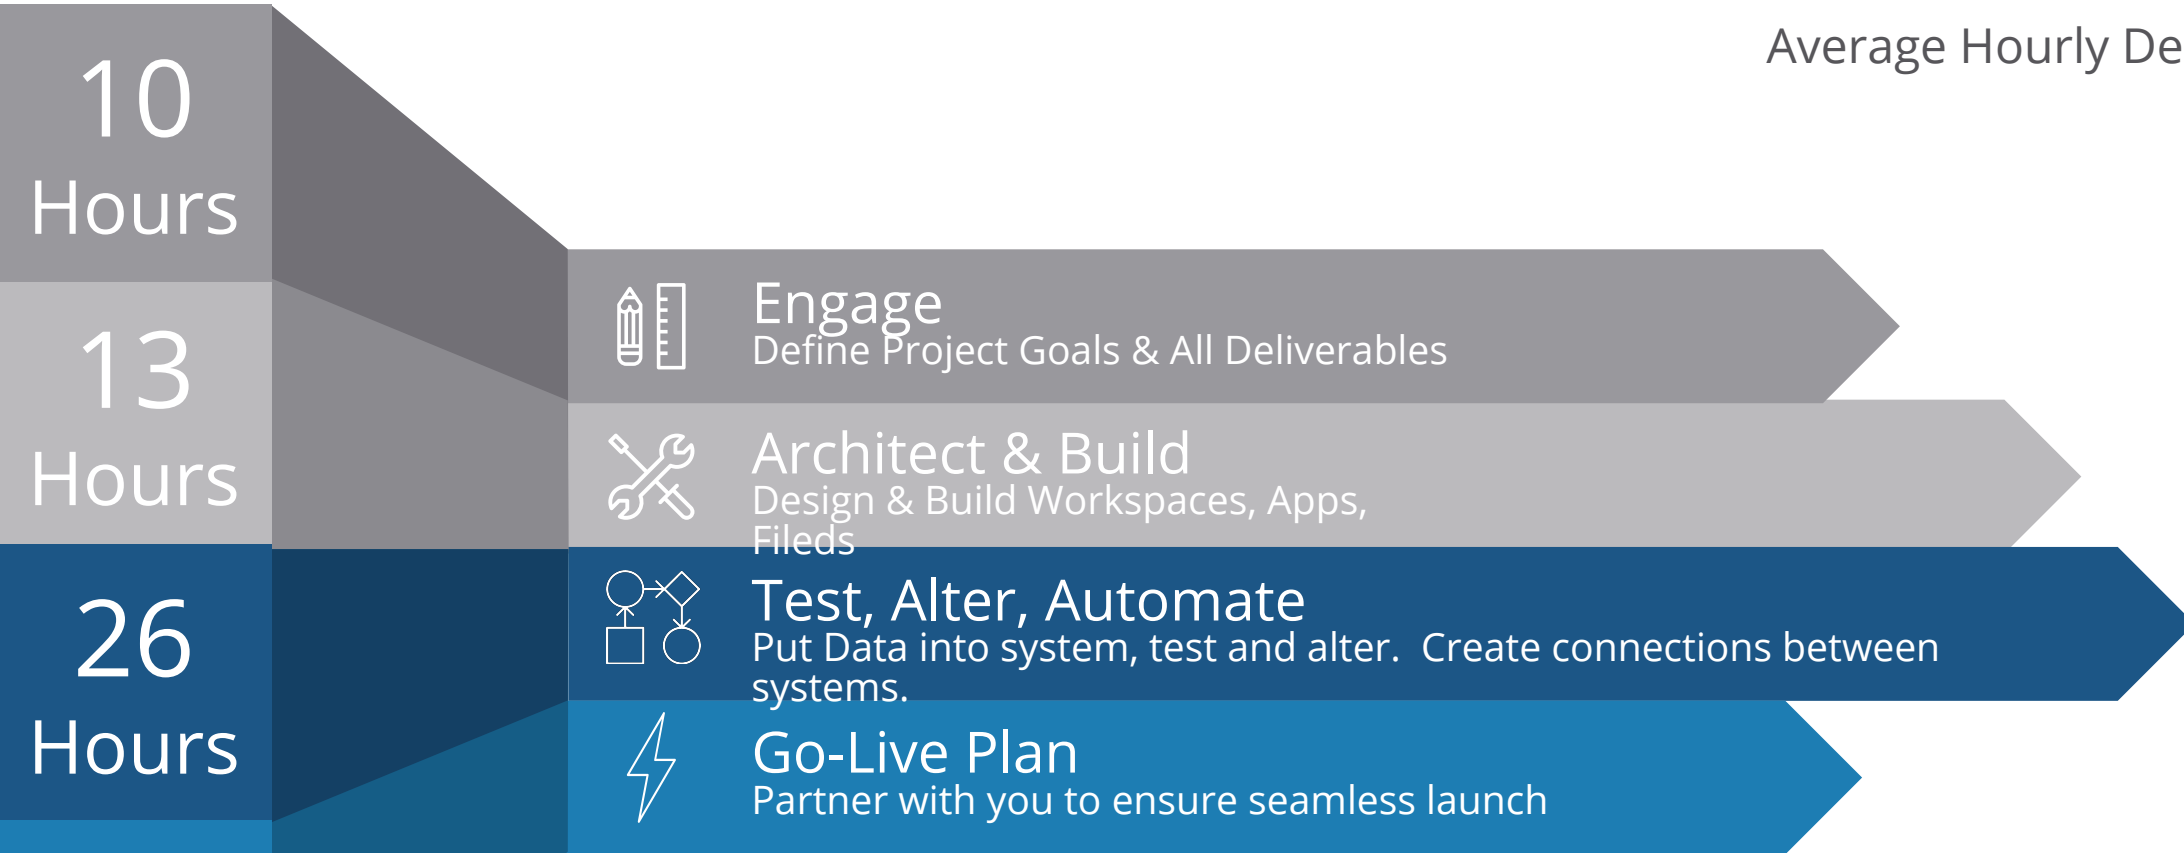 Average Hourly De
10
Hours
Engage
Define Project Goals & All Deliverables
13
Hours
Architect & Build
Design & Build Workspaces, Apps,
Fileds
26
Hours
Test, Alter, Automate
Put Data into system, test and alter. Create connections between
systems.
Go-Live Plan
Partner with you to ensure seamless launch